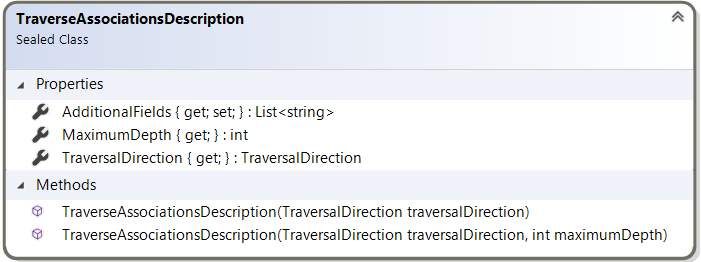 TraverseAssociationsDescription
Sealed Class
Properties
AdditionalFields { get; set; } : List<string>
MaximumDepth { get; } : int
TraversalDirection { get; } : TraversalDirection
Methods
TraverseAssociationsDescription(TraversalDirection traversalDirection)
TraverseAssociationsDescription(TraversalDirection traversalDirection, int maximumDepth)